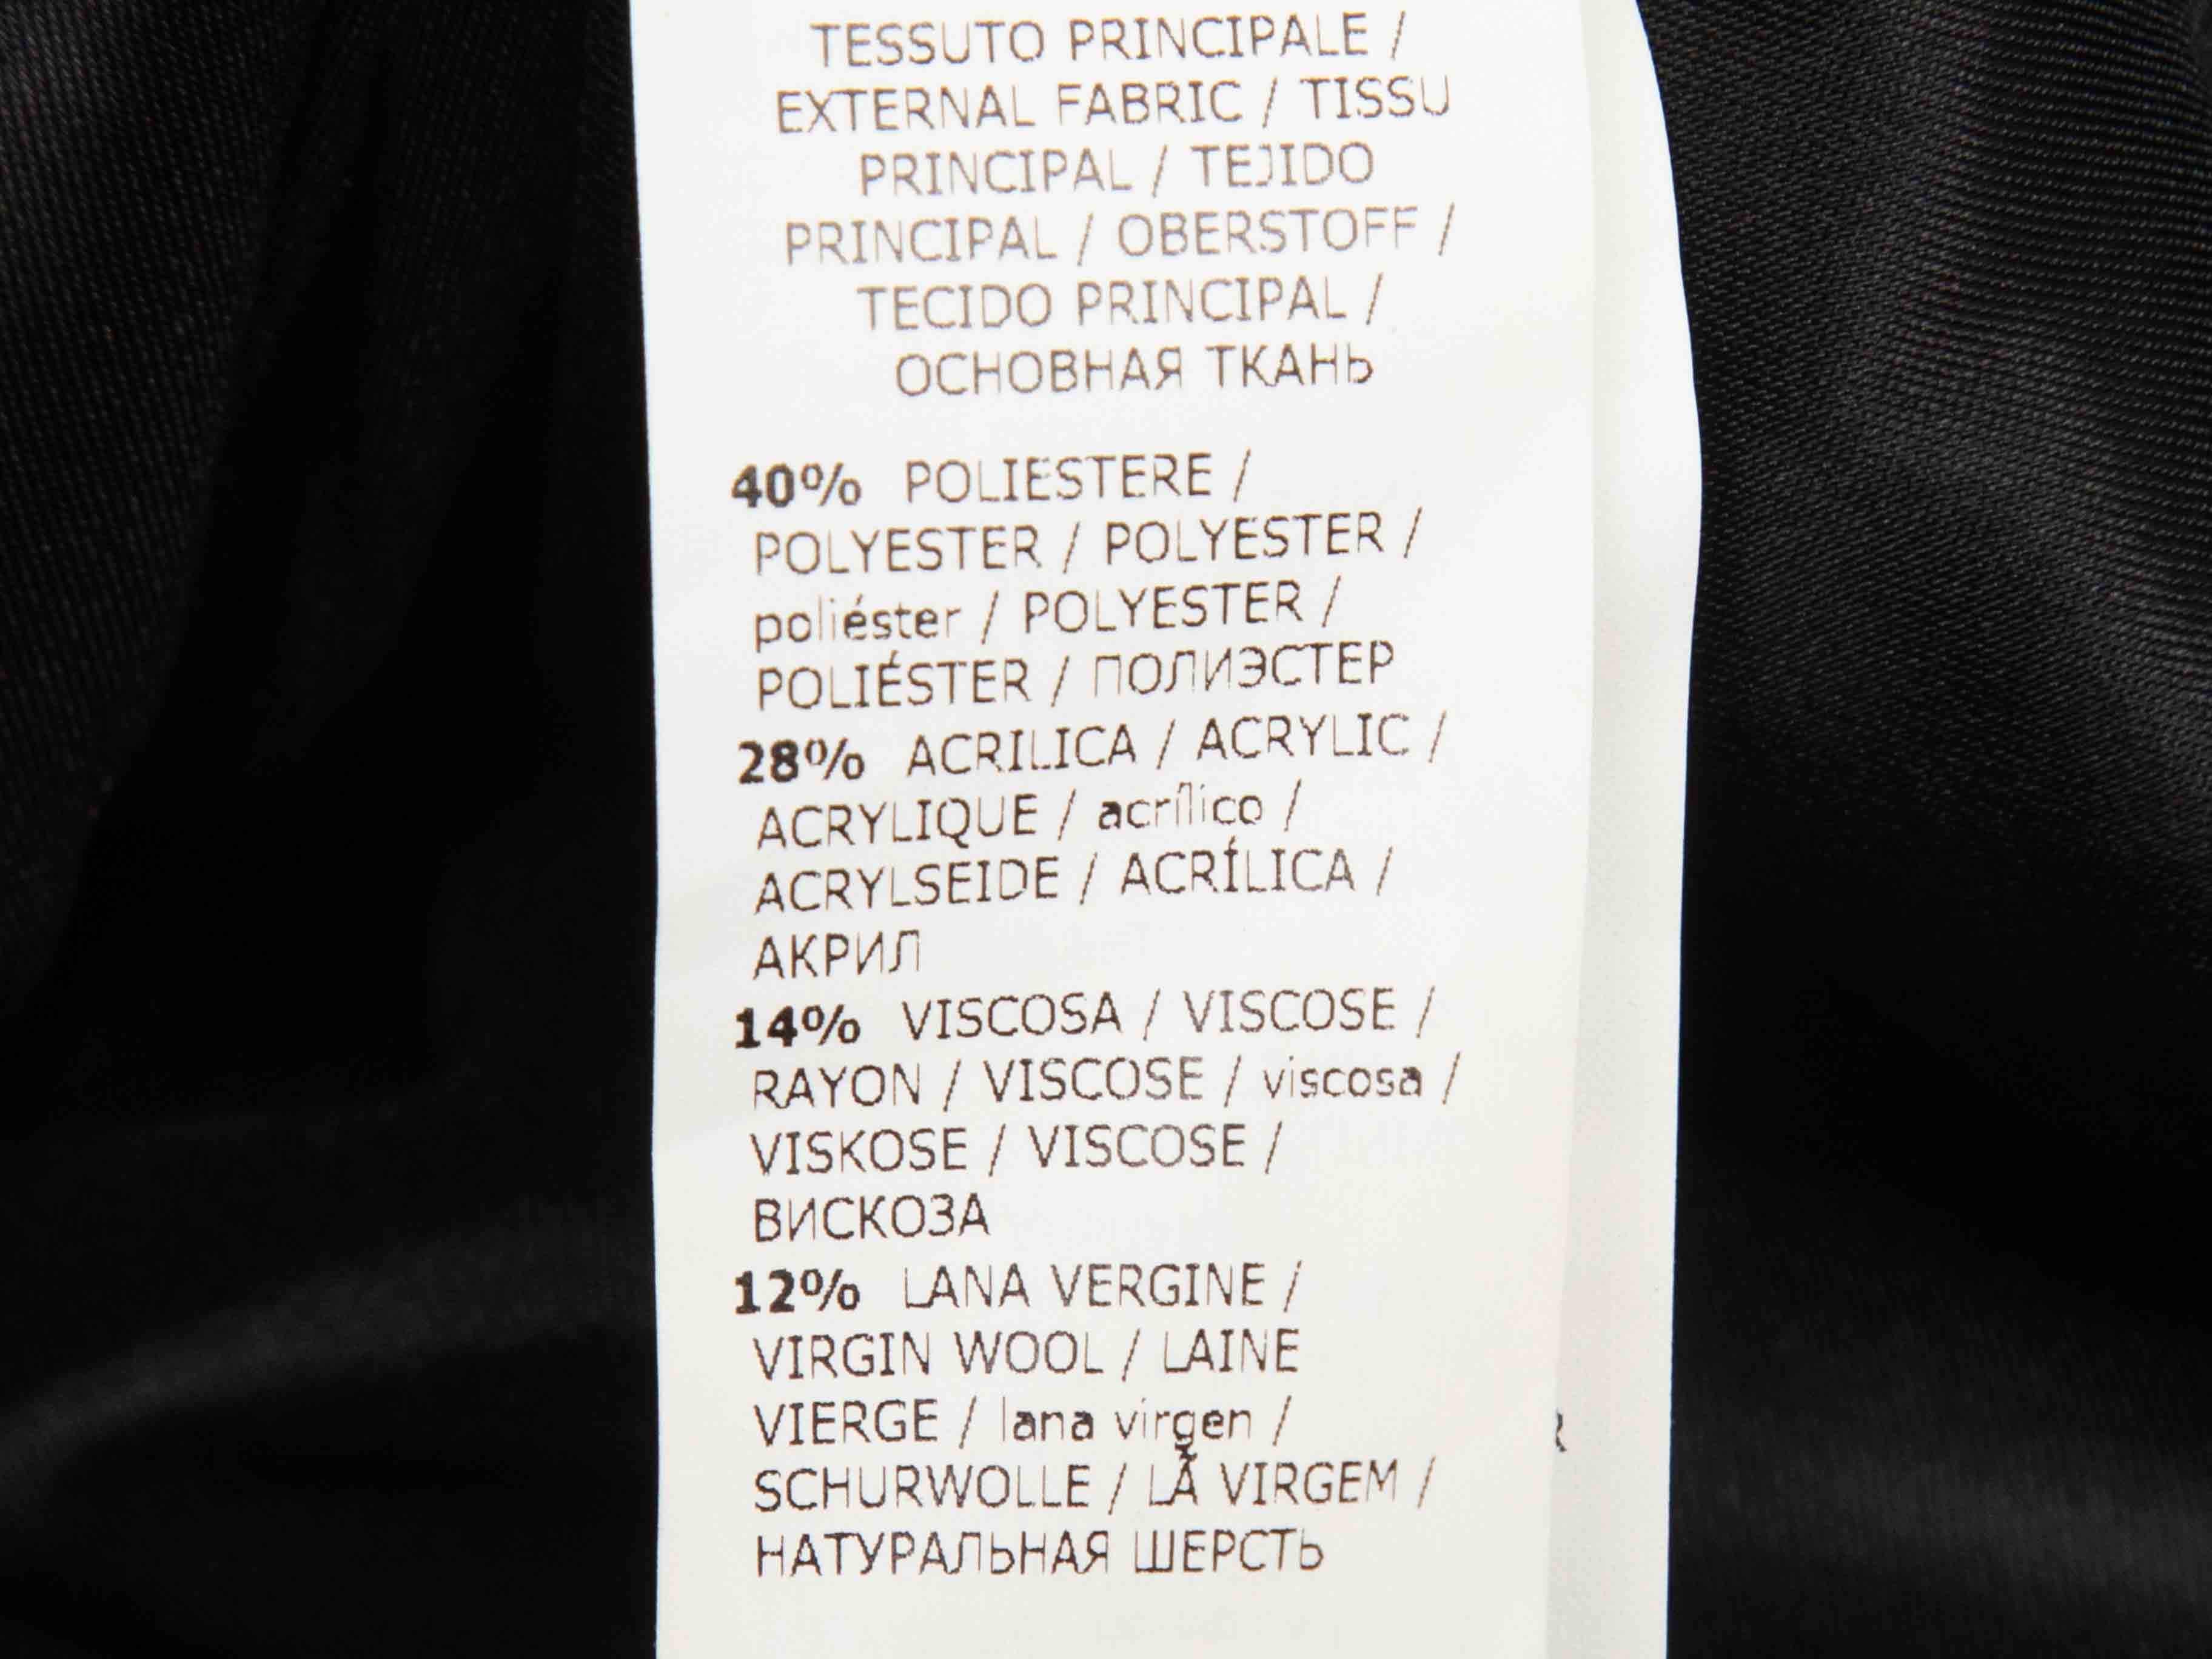 TESSUTO PRINCIPALE /
EXTERNAL FABRIC / TISSU
PRINCIPAL / TEJIDO
PRINCIPAL / OBERSTOFF /
TECIDO PRINCIPAL /
ОСНОВНАЯ ТКАНЬ
40% POLIESTERE /
POLYESTER / POLYESTER /
poliéster / POLYESTER /
POLIÉSTER / ПОЛИЭСТЕР
28% ACRILICA / ACRYLIC /
ACRYLIQUE / acrílico /
ACRYLSEIDE / ACRÍLICA /
АКРИЛ
14% VISCOSA / VISCOSE /
RAYON / VISCOSE / viscosa /
VISKOSE / VISCOSE /
ВИСКОЗА
12% LANA VERGINE /
VIRGIN WOOL / LAINE
VIERGE / lana virgen /
SCHURWOLLE / LÃ VIRGEM /
НАТУРАЛЬНАЯ ШЕРСТЬ